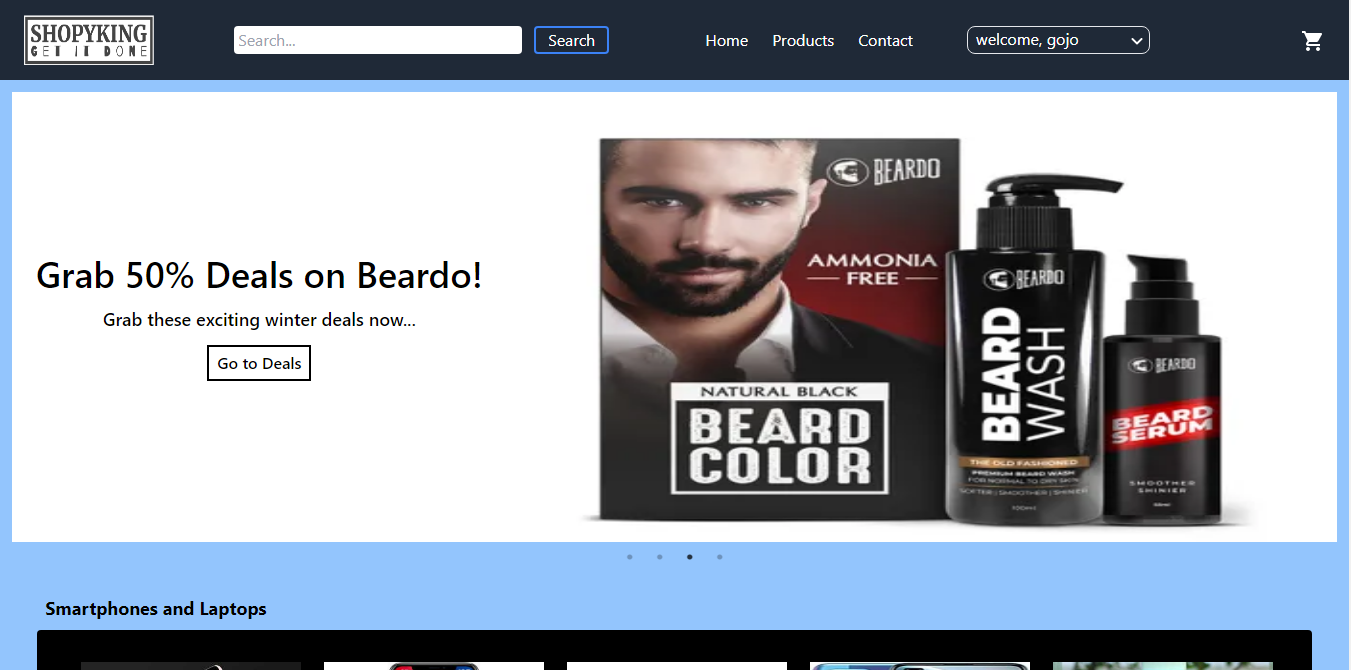 SHOPYKING
GET IT DONE
Search...
Search
Home
Products
Contact
welcome, gojo
Grab 50% Deals on Beardo!
Grab these exciting winter deals now...
Go to Deals
BEARDO
AMMONIA
FREE
NATURAL BLACK
BEARD
COLOR
BEARDO
BEARD
WASH
THE OLD FASHIONED
PREMIUM BEARD WASH
FOR NORMAL TO DRY SKIN
SOFTER | SMOOTHER | SHINIER
100ml
BEARDO
BEARD
SERUM
SMOOTHER
SHINIER
Smartphones and Laptops